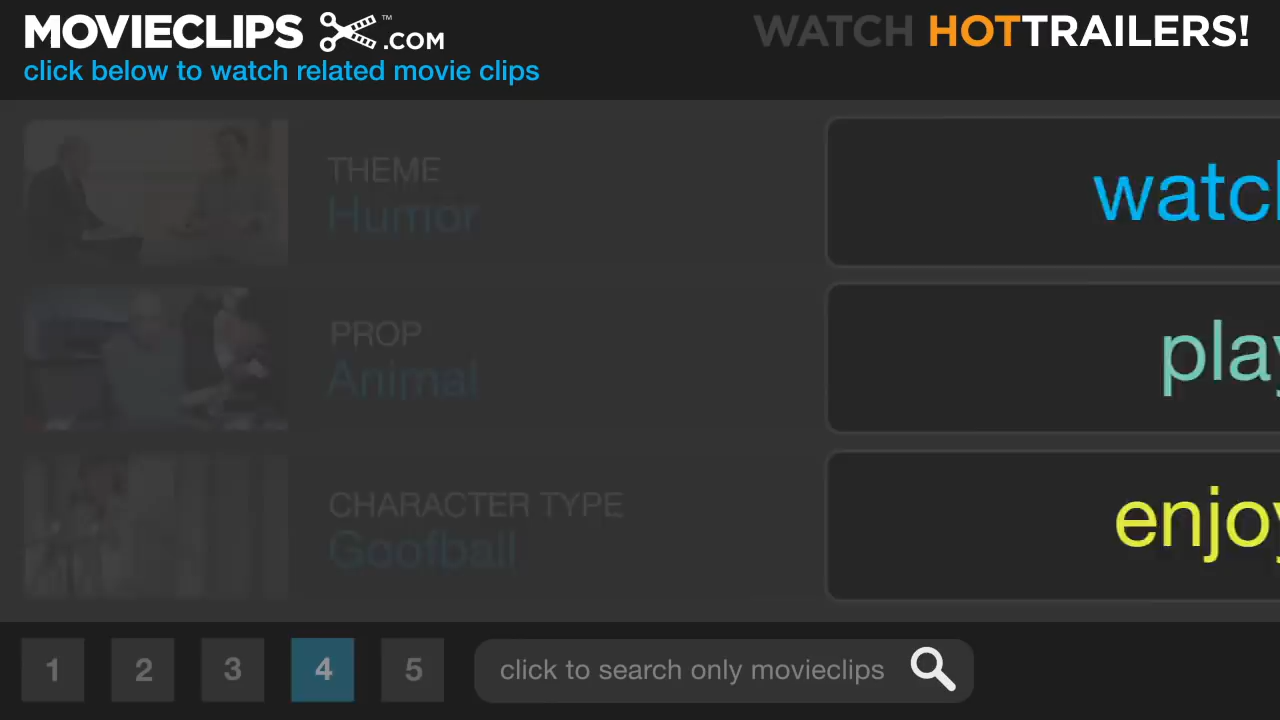 MOVIECLIPS™.COM
click below to watch related movie clips
WATCH HOTTRAILERS!
THEME
Humor
watch
PROP
Animal
play
CHARACTER TYPE
Goofball
enjoy
1 2 3 4 5
click to search only movieclips